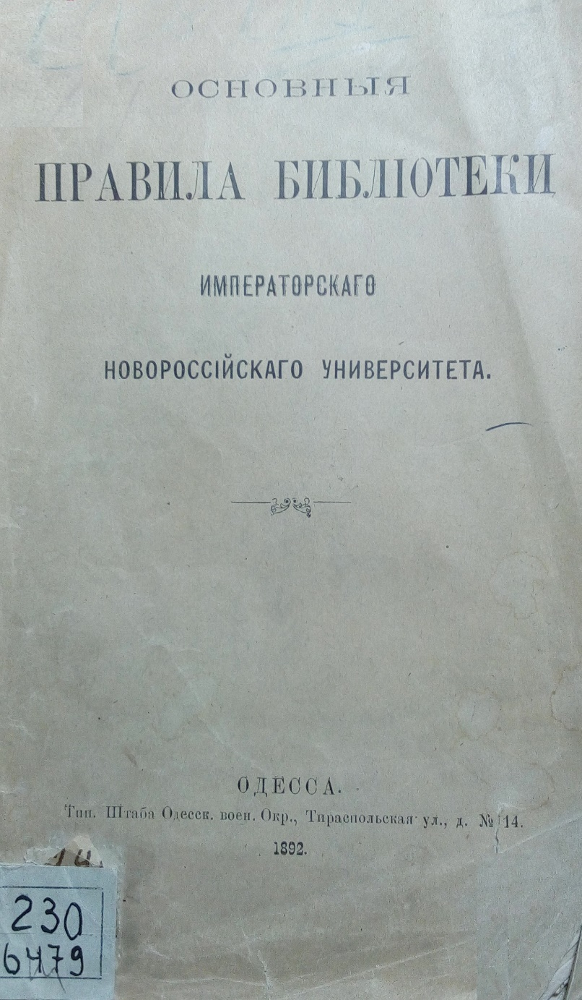 ОСНОВНЫЯ
ПРАВИЛА БИБЛІОТЕКИ
ИМПЕРАТОРСКАГО
НОВОРОССІЙСКАГО УНИВЕРСИТЕТА.
ОДЕССА.
Тип. Штаба Одесск. воен. Окр., Тираспольская ул., д. № 14.
1892.
230
6479